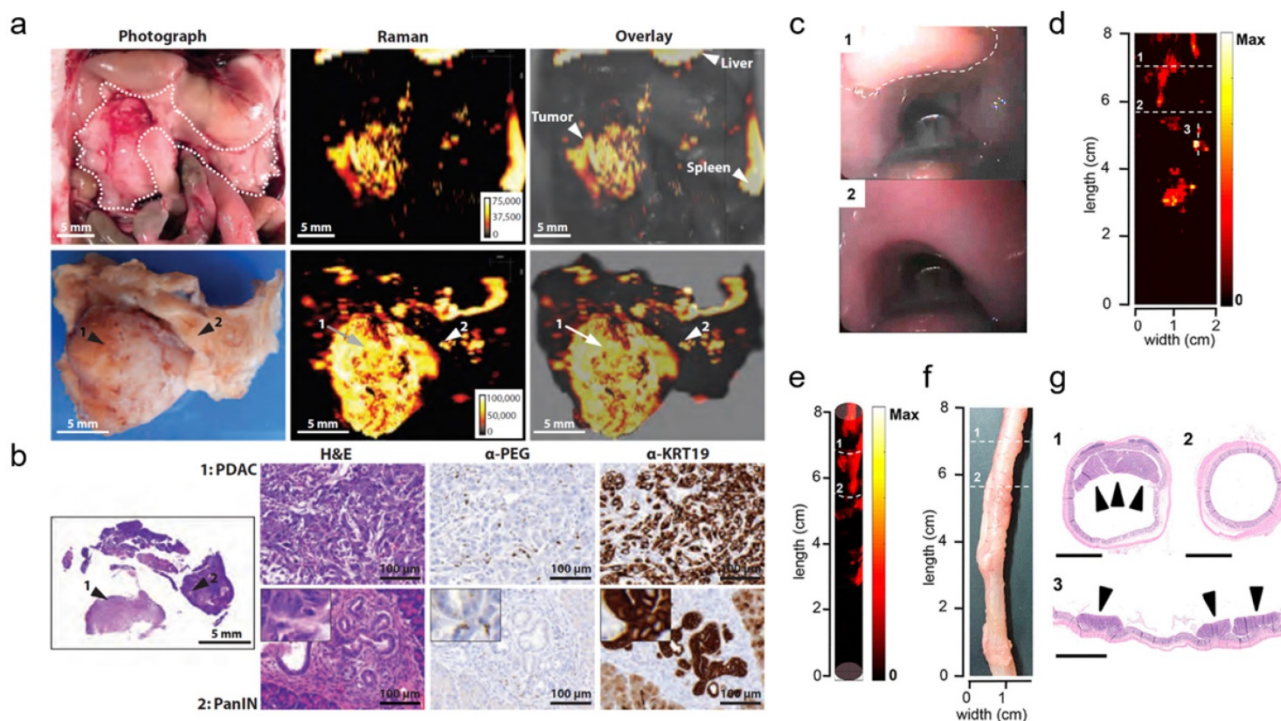 a
Photograph Raman Overlay
Liver
Tumor
Spleen
75,000
37,500
0
5 mm 5 mm 5 mm
1 2 1 2 1 2
100,000
50,000
0
5 mm 5 mm 5 mm
b
H&E α-PEG α-KRT19
1: PDAC
1 2
5 mm
100 µm 100 µm 100 µm
2: PanIN
100 µm 100 µm 100 µm
c
1
2
d
Max
0
1
2
3
8
6
4
2
0
length (cm)
0 1 2
width (cm)
e
Max
0
1
2
8
6
4
2
0
length (cm)
f
1
2
8
6
4
2
0
length (cm)
0 1
width (cm)
g
1 2
3